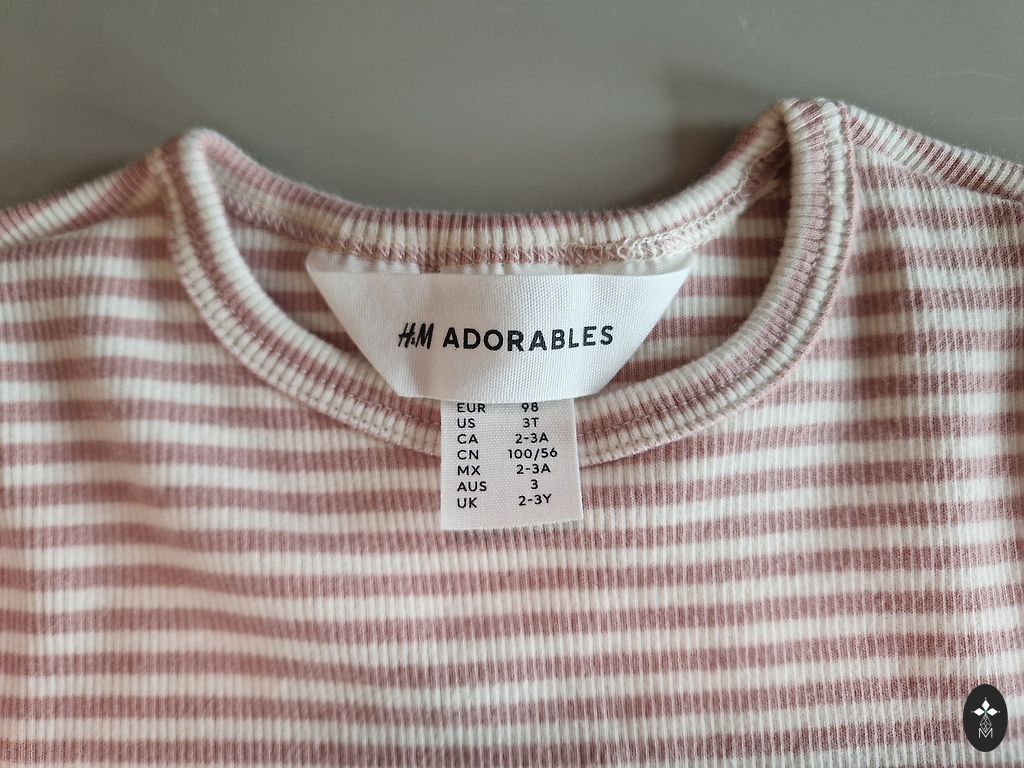 H&M ADORABLES
EUR 98
US 3T
CA 2-3A
CN 100/56
MX 2-3A
AUS 3
UK 2-3Y
M